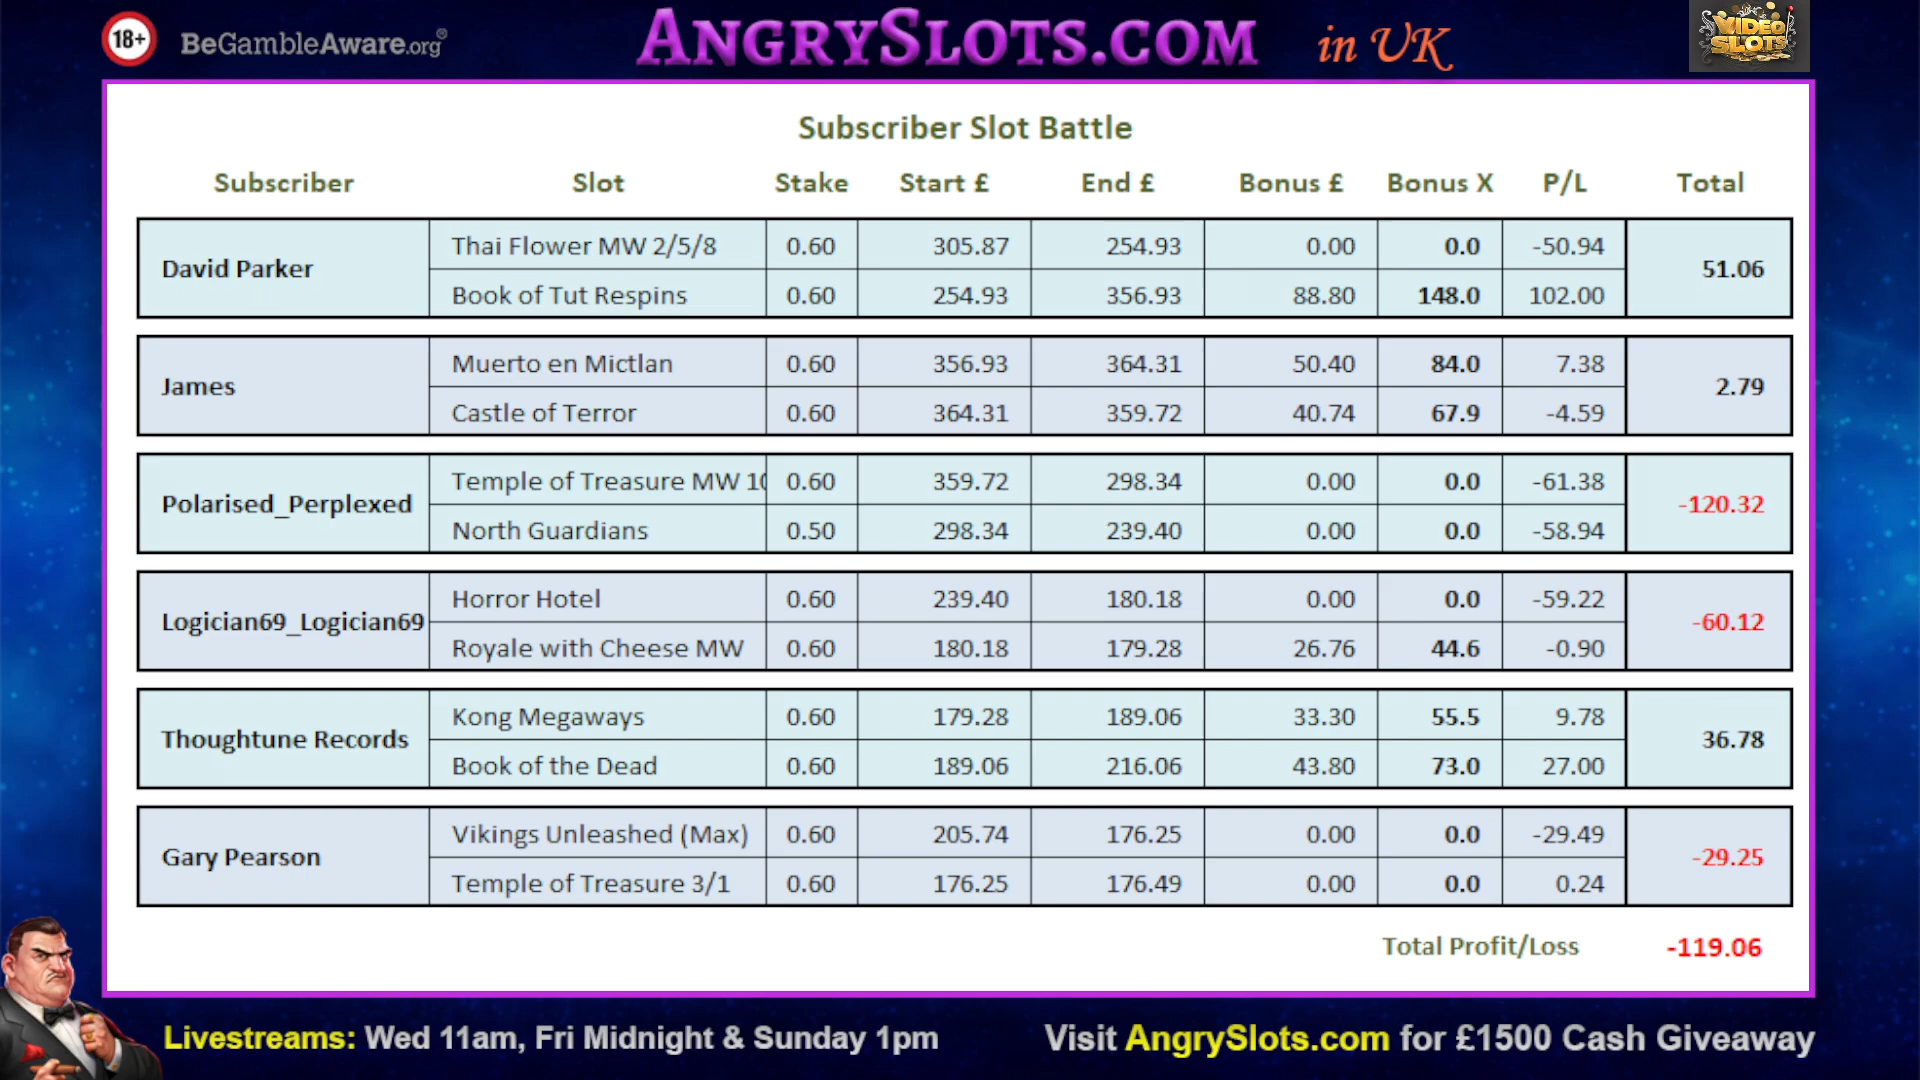 18+ BeGambleAware.org® ANGRYSLOTS.COM in UK VIDEO SLOTS
Subscriber Slot Battle
Subscriber Slot Stake Start £ End £ Bonus £ Bonus X P/L Total
David Parker Thai Flower MW 2/5/8 0.60 305.87 254.93 0.00 0.0 -50.94 51.06
Book of Tut Respins 0.60 254.93 356.93 88.80 148.0 102.00
James Muerto en Mictlan 0.60 356.93 364.31 50.40 84.0 7.38 2.79
Castle of Terror 0.60 364.31 359.72 40.74 67.9 -4.59
Polarised_Perplexed Temple of Treasure MW 10 0.60 359.72 298.34 0.00 0.0 -61.38 -120.32
North Guardians 0.50 298.34 239.40 0.00 0.0 -58.94
Logician69_Logician69 Horror Hotel 0.60 239.40 180.18 0.00 0.0 -59.22 -60.12
Royale with Cheese MW 0.60 180.18 179.28 26.76 44.6 -0.90
Thoughtune Records Kong Megaways 0.60 179.28 189.06 33.30 55.5 9.78 36.78
Book of the Dead 0.60 189.06 216.06 43.80 73.0 27.00
Gary Pearson Vikings Unleashed (Max) 0.60 205.74 176.25 0.00 0.0 -29.49 -29.25
Temple of Treasure 3/1 0.60 176.25 176.49 0.00 0.0 0.24
Total Profit/Loss -119.06
Livestreams: Wed 11am, Fri Midnight & Sunday 1pm Visit AngrySlots.com for £1500 Cash Giveaway